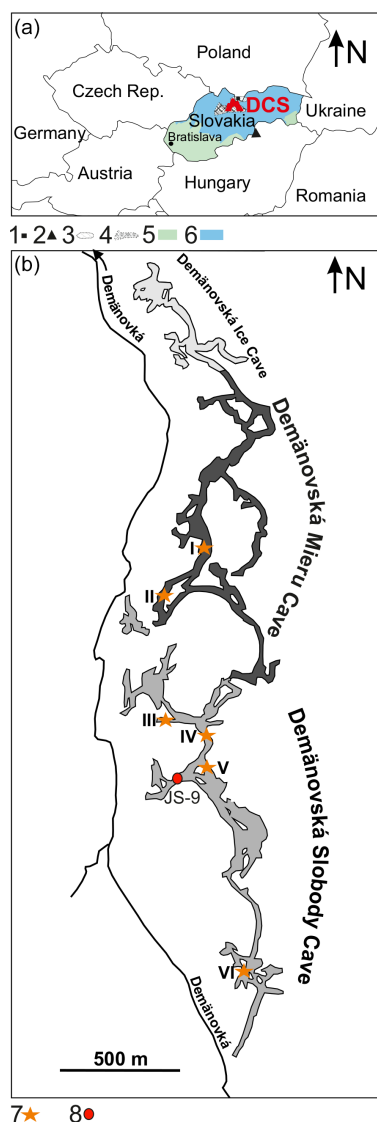 (a)
Poland
N
Czech Rep.
DCS
Ukraine
Slovakia
Germany
Bratislava
Austria
Hungary
Romania
1 2 3 4 5 6
(b)
N
Demänovká
Demänovská Ice Cave
Demänovská Mieru Cave
I
II
III
IV
V
JS-9
Demänovská Slobody Cave
VI
Demänovká
500 m
7 8